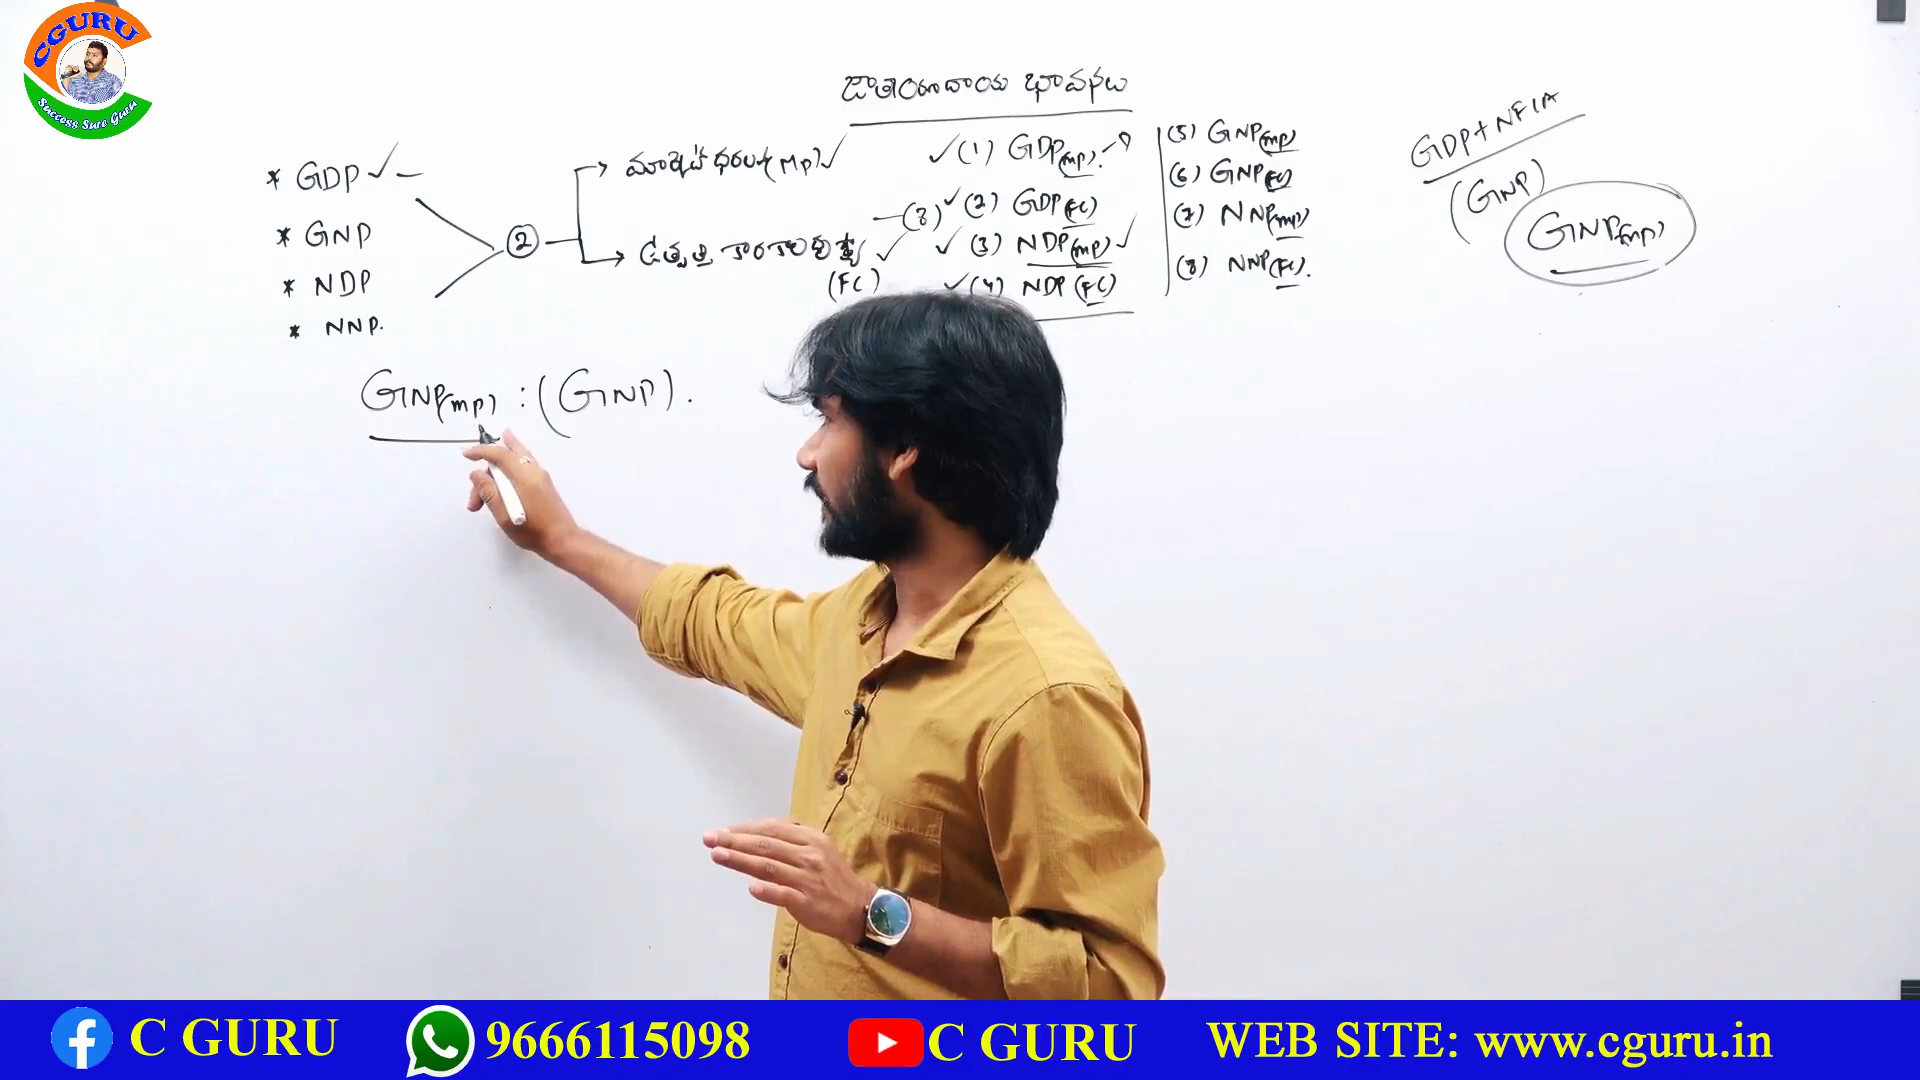 CGURU
Success Sure Guru
జాతీయాదాయ భావనలు
* GDP ✓ –
* GNP
* NDP
* NNP.
②
మార్కెట్ ధరలు (MP) ✓
(FC)
– (8)
✓ (1) GDP(MP).
✓ (2) GDP(FC)
✓ (3) NDP(MP) ✓
✓ (4) NDP (FC)
(5) GNP(MP)
(6) GNP(FC)
(7) NNP(MP)
(8) NNP(FC).
GDP + NFIA
(GNP)
GNP(MP)
GNP(MP) : (GNP).
C GURU
9666115098
C GURU
WEB SITE: www.cguru.in